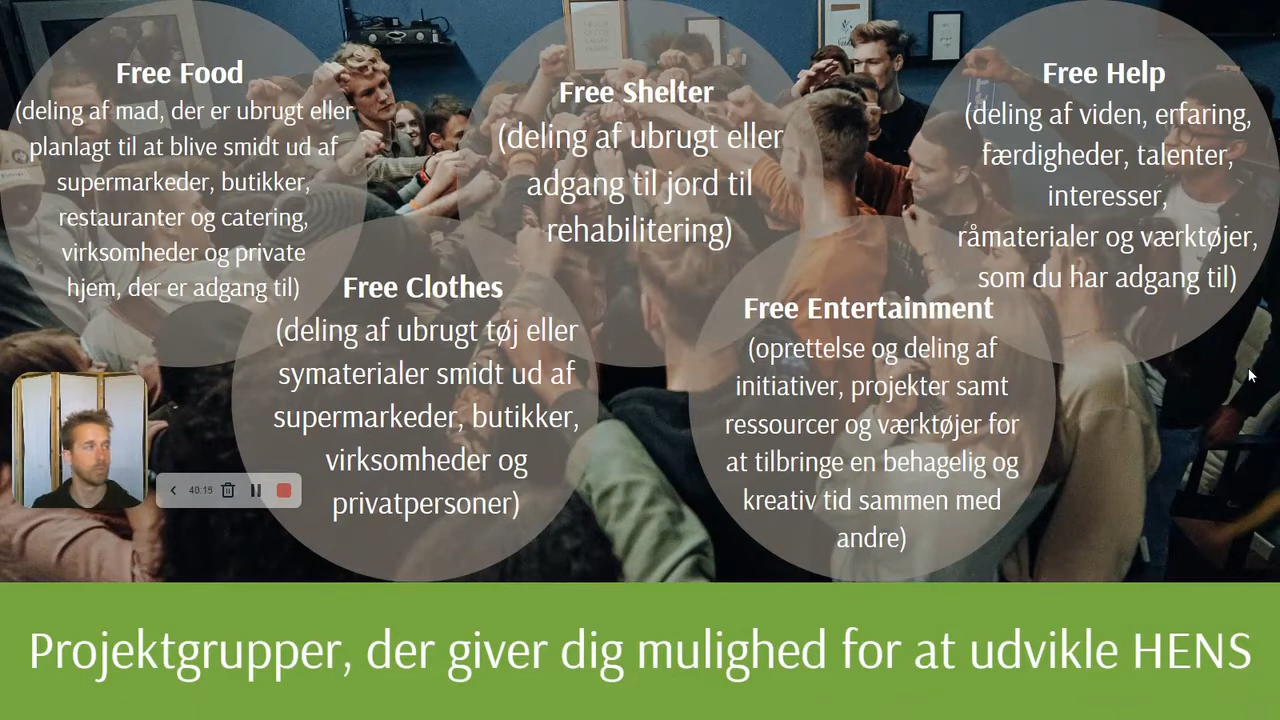 Free Food
(deling af mad, der er ubrugt eller
planlagt til at blive smidt ud af
supermarkeder, butikker,
restauranter og catering,
virksomheder og private
hjem, der er adgang til)
Free Shelter
(deling af ubrugt eller
adgang til jord til
rehabilitering)
Free Help
(deling af viden, erfaring,
færdigheder, talenter,
interesser,
råmaterialer og værktøjer,
som du har adgang til)
Free Clothes
(deling af ubrugt tøj eller
symaterialer smidt ud af
supermarkeder, butikker,
virksomheder og
privatpersoner)
Free Entertainment
(oprettelse og deling af
initiativer, projekter samt
ressourcer og værktøjer for
at tilbringe en behagelig og
kreativ tid sammen med
andre)
40:15
Projektgrupper, der giver dig mulighed for at udvikle HENS